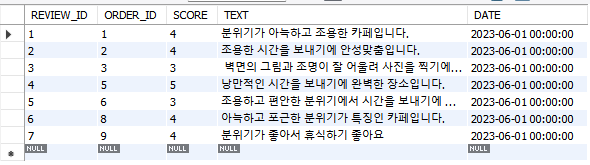 REVIEW_ID ORDER_ID SCORE TEXT DATE
1 1 4 분위기가 아늑하고 조용한 카페입니다. 2023-06-01 00:00:00
2 2 4 조용한 시간을 보내기에 안성맞춤입니다. 2023-06-01 00:00:00
3 4 3 벽면의 그림과 조명이 잘 어울려 사진을 찍기에... 2023-06-01 00:00:00
4 5 5 낭만적인 시간을 보내기에 완벽한 장소입니다. 2023-06-01 00:00:00
5 6 3 조용하고 편안한 분위기에서 시간을 보내기에 ... 2023-06-01 00:00:00
6 8 4 아늑하고 포근한 분위기가 특징인 카페입니다. 2023-06-01 00:00:00
7 9 4 분위기가 좋아서 휴식하기 좋아요 2023-06-01 00:00:00
NULL NULL NULL NULL NULL